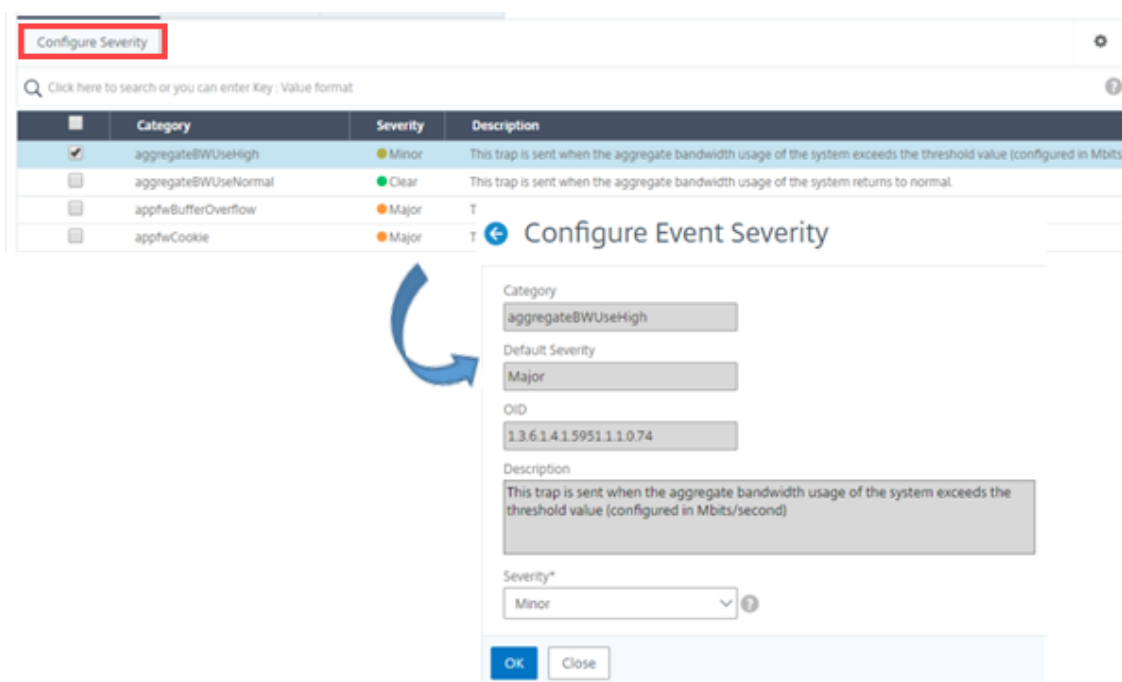 Configure Severity
Click here to search or you can enter Key : Value format
Category Severity Description
aggregateBWUseHigh Minor This trap is sent when the aggregate bandwidth usage of the system exceeds the threshold value (configured in Mbits
aggregateBWUseNormal Clear This trap is sent when the aggregate bandwidth usage of the system returns to normal.
appfwBufferOverflow Major T
appfwCookie Major T
Configure Event Severity
Category
aggregateBWUseHigh
Default Severity
Major
OID
1.3.6.1.4.1.5951.1.1.0.74
Description
This trap is sent when the aggregate bandwidth usage of the system exceeds the
threshold value (configured in Mbits/second)
Severity*
Minor
?
OK Close